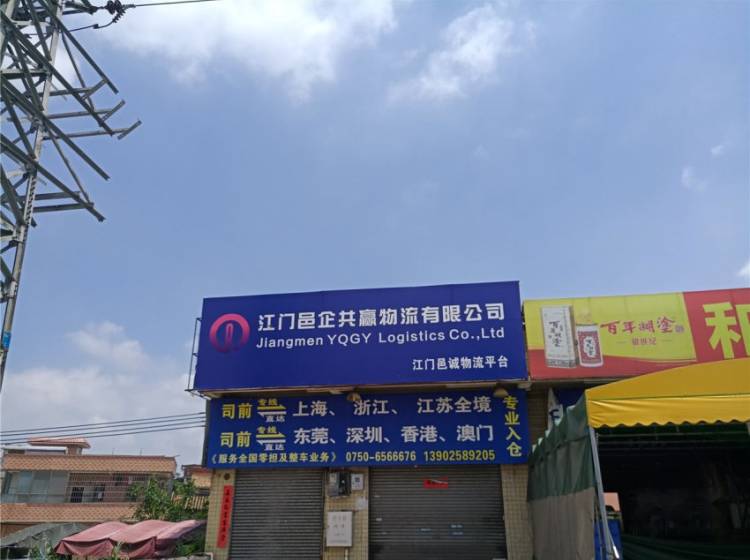 江门邑企共赢物流有限公司
Jiangmen YQGY Logistics Co.,Ltd
江门邑诚物流平台
司前 专线直达 上海、浙江、江苏全境
司前 专线直达 东莞、深圳、香港、澳门
专业入仓
《服务全国零担及整车业务》 0750-6566676 13902589205
百年湖塗
和